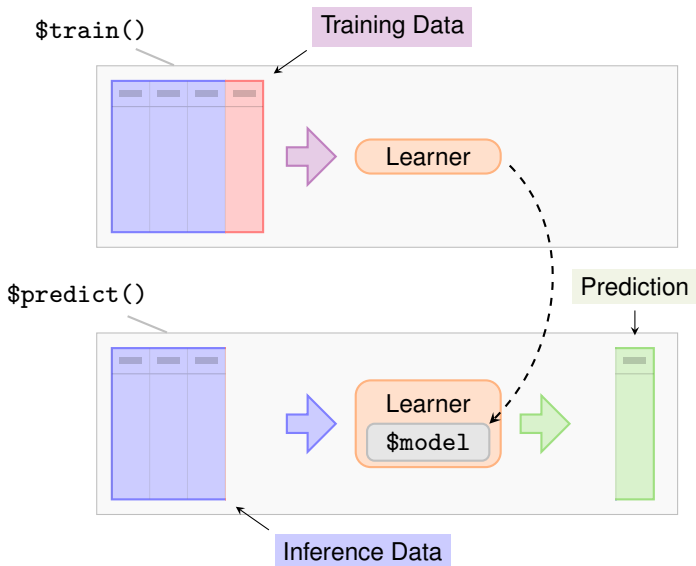 $train()
Training Data
Learner
$predict()
Prediction
Learner
$model
Inference Data